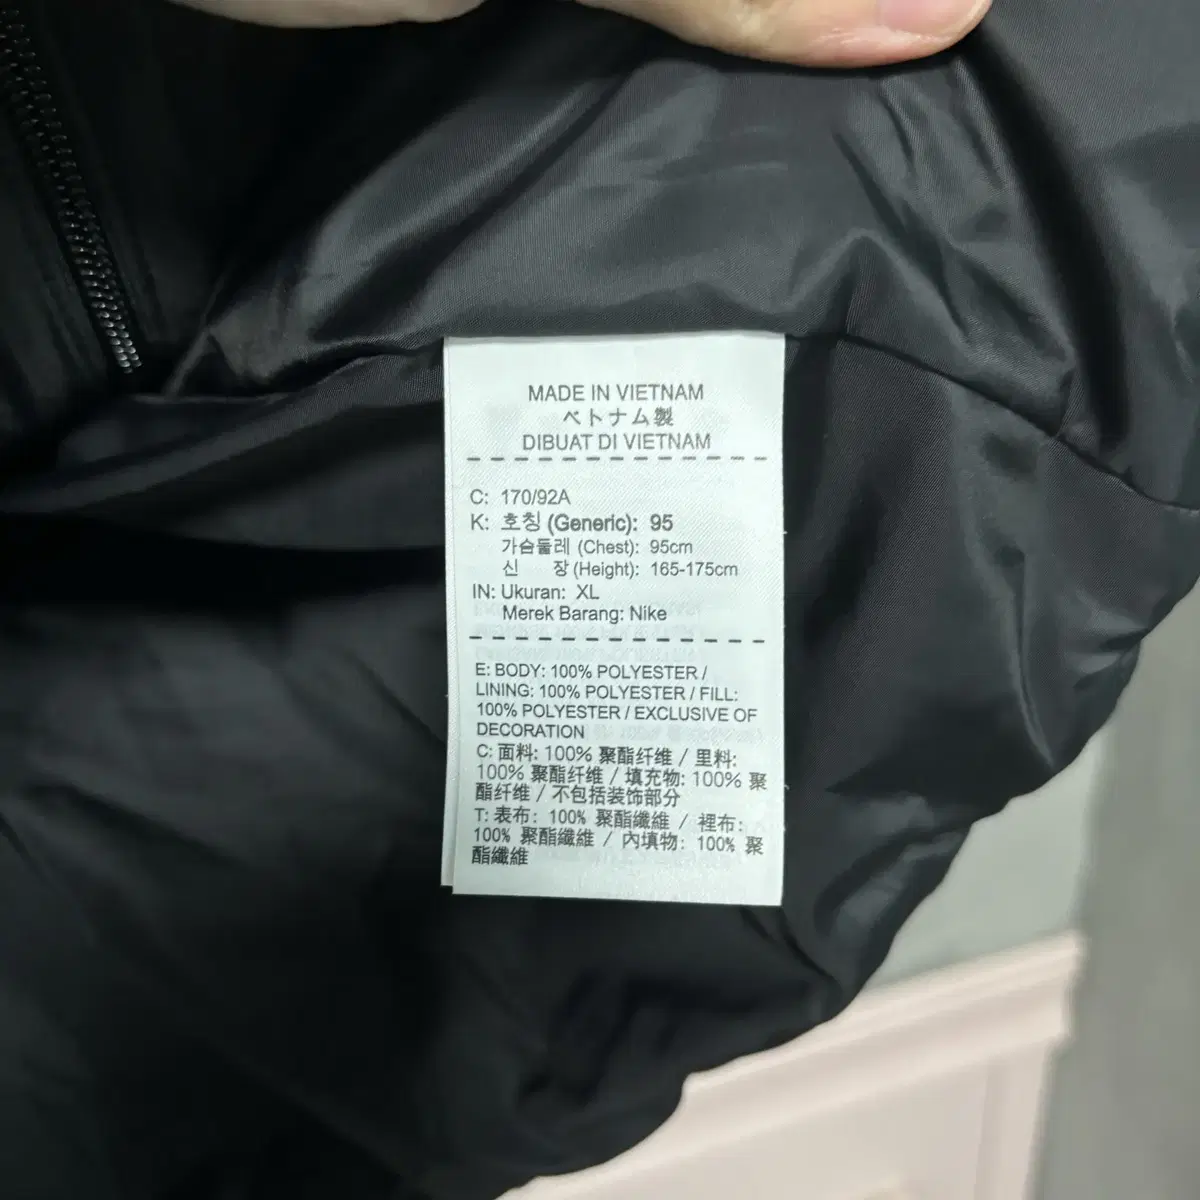 MADE IN VIETNAM
ベトナム製
DIBUAT DI VIETNAM
C: 170/92A
K: 호칭 (Generic): 95
가슴둘레 (Chest): 95cm
신 장 (Height): 165-175cm
IN: Ukuran: XL
Merek Barang: Nike
E: BODY: 100% POLYESTER /
LINING: 100% POLYESTER / FILL:
100% POLYESTER / EXCLUSIVE OF
DECORATION
C: 面料: 100% 聚酯纤维 / 里料:
100% 聚酯纤维 / 填充物: 100% 聚
酯纤维 / 不包括装饰部分
T: 表布: 100% 聚酯纖維 / 裡布:
100% 聚酯纖維 / 內填物: 100% 聚
酯纖維